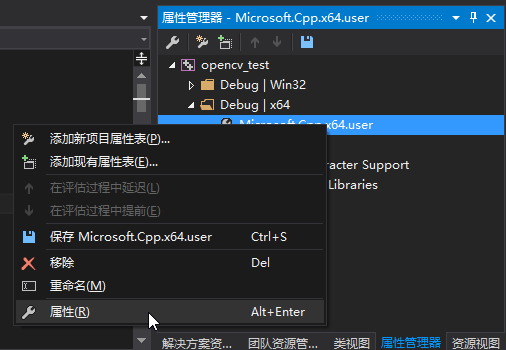 属性管理器 - Microsoft.Cpp.x64.user
opencv_test
Debug | Win32
Debug | x64
Microsoft.Cpp.x64.user
添加新项目属性表(P)...
添加现有属性表(E)...
Support
Libraries
在评估过程中延迟(L)
在评估过程中提前(E)
保存 Microsoft.Cpp.x64.user Ctrl+S
移除 Del
重命名(M)
属性(R) Alt+Enter
解决方案资... 团队资源管... 类视图 属性管理器 资源视图